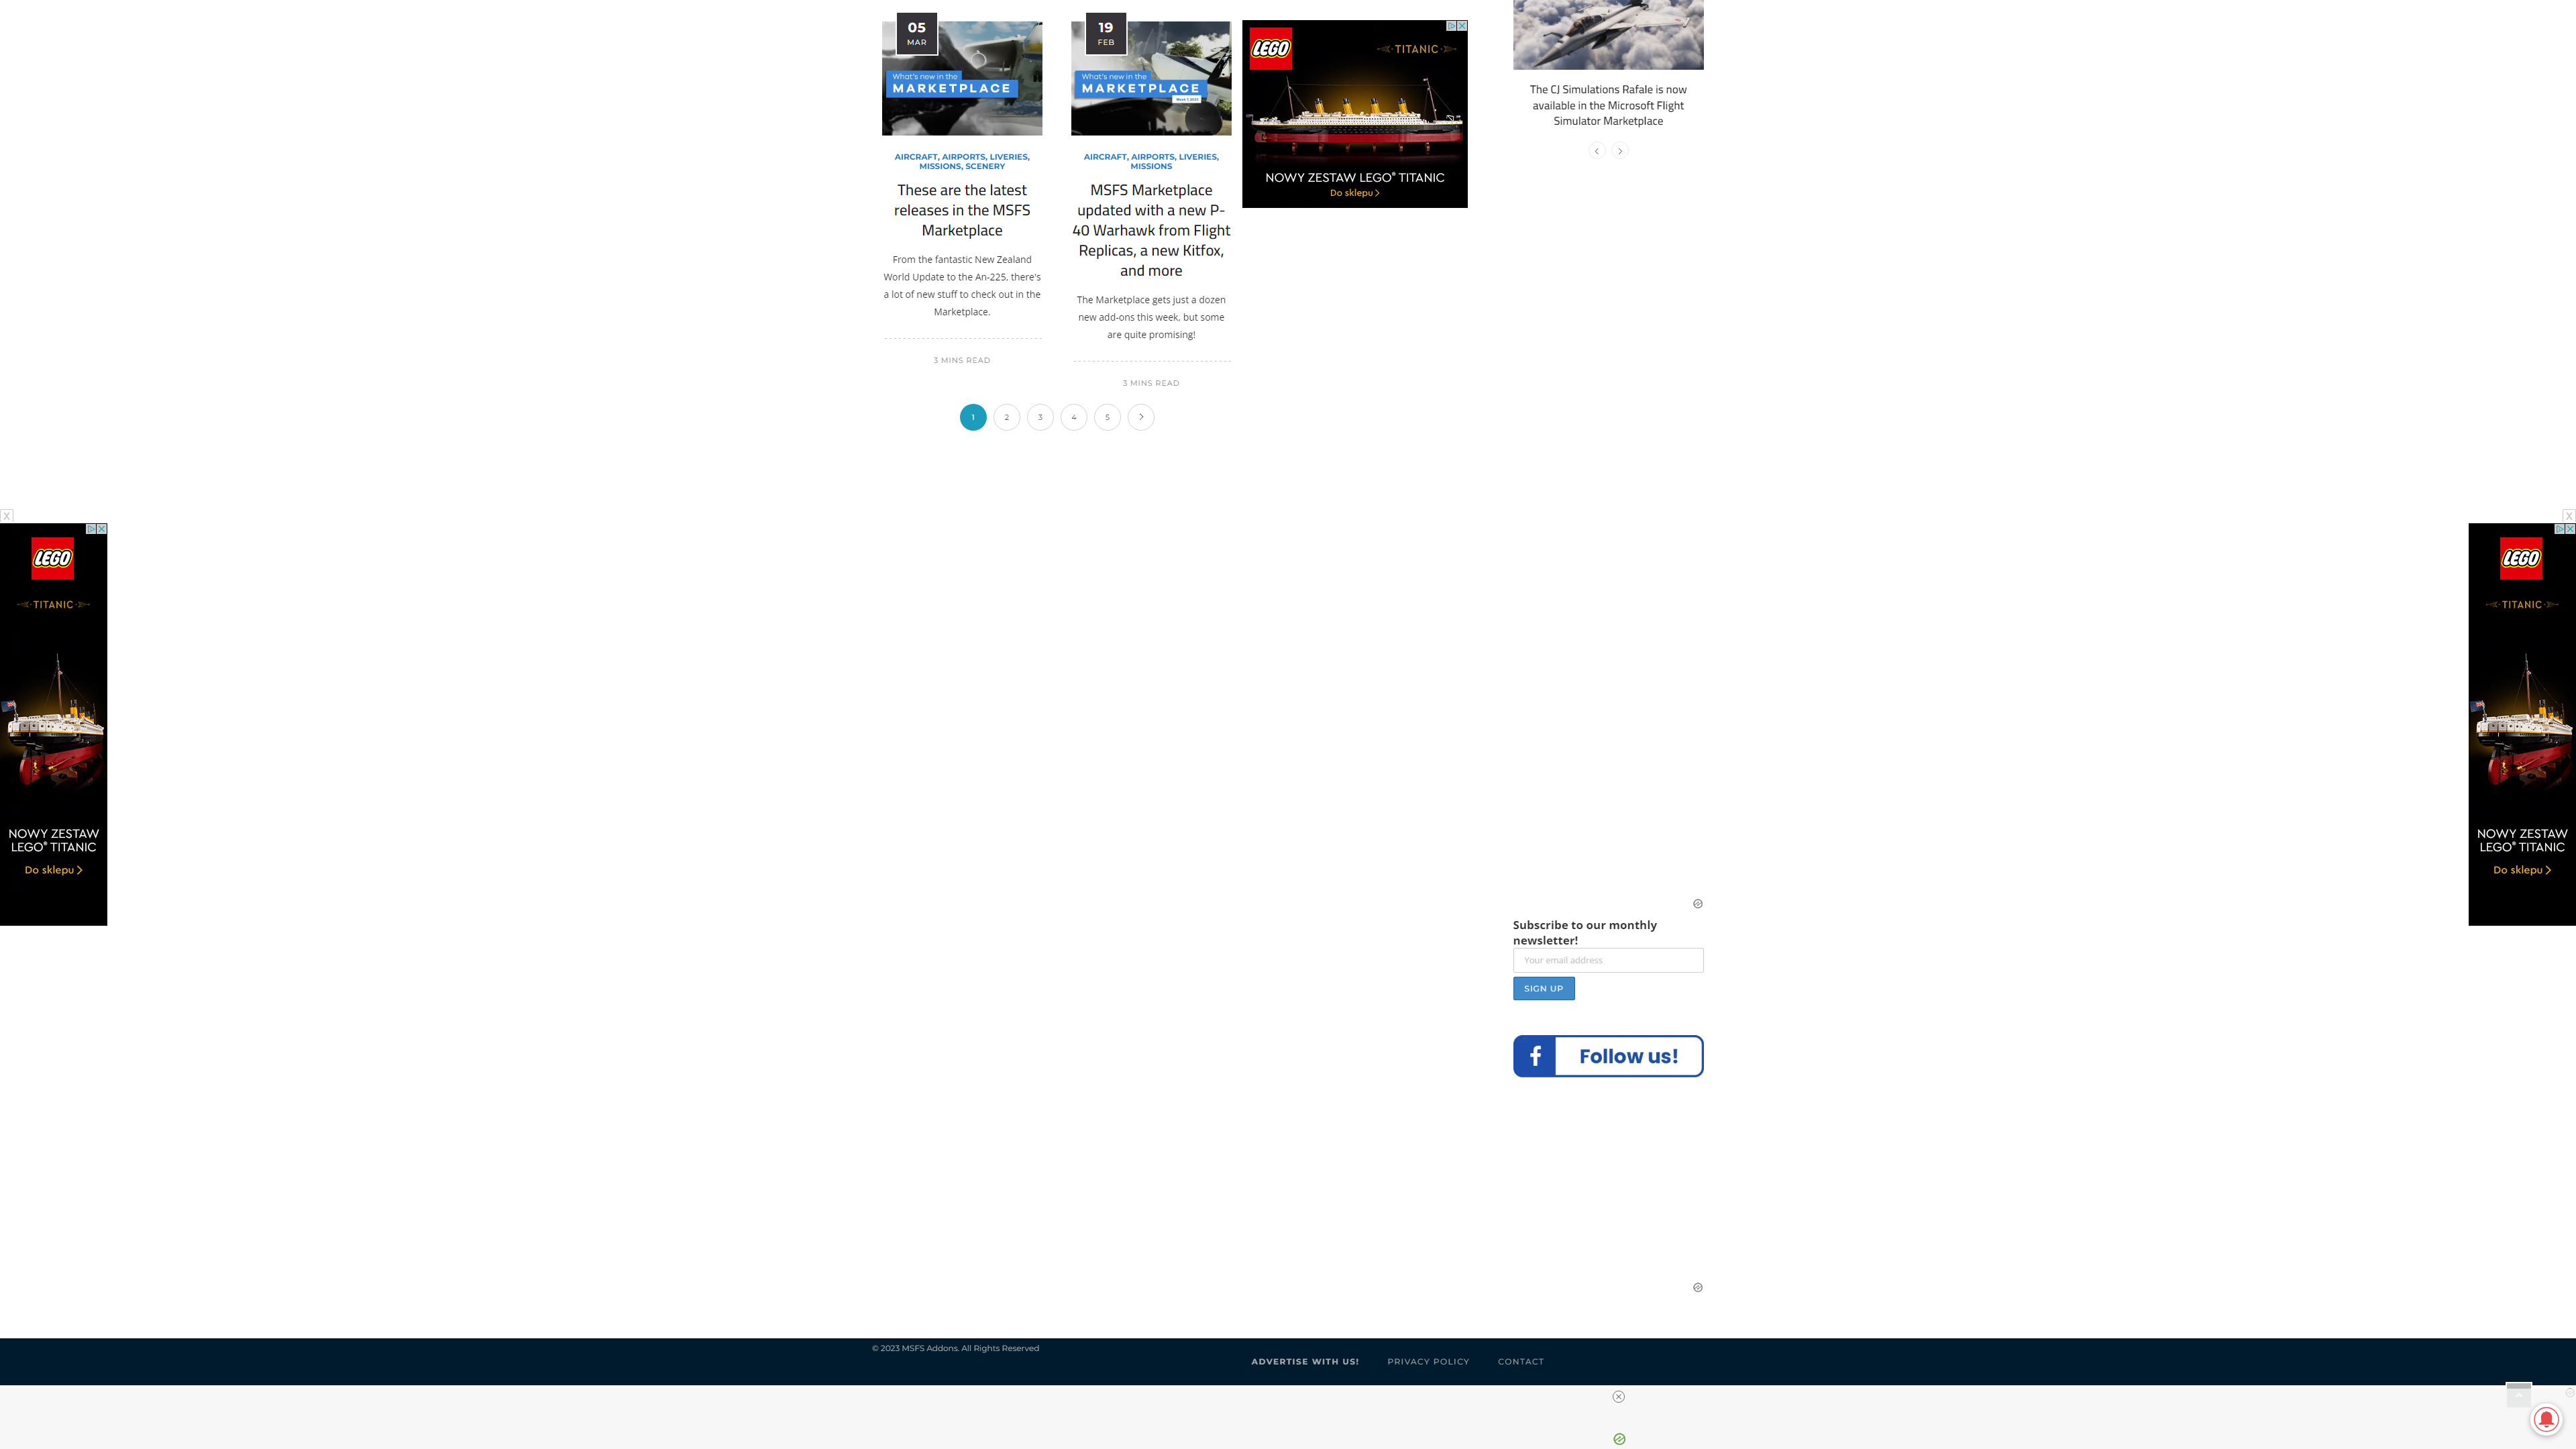 05
MAR
What's new in the
MARKETPLACE
AIRCRAFT, AIRPORTS, LIVERIES,
MISSIONS, SCENERY
These are the latest
releases in the MSFS
Marketplace
From the fantastic New Zealand
World Update to the An-225, there's
a lot of new stuff to check out in the
Marketplace.
3 MINS READ
19
FEB
What's new in the
MARKETPLACE
AIRCRAFT, AIRPORTS, LIVERIES,
MISSIONS
MSFS Marketplace
updated with a new P-
40 Warhawk from Flight
Replicas, a new Kitfox,
and more
The Marketplace gets just a dozen
new add-ons this week, but some
are quite promising!
3 MINS READ
LEGO
TITANIC
NOWY ZESTAW LEGO® TITANIC
Do sklepu
The CJ Simulations Rafale is now
available in the Microsoft Flight
Simulator Marketplace
1 2 3 4 5
X
LEGO
TITANIC
NOWY ZESTAW
LEGO® TITANIC
Do sklepu
X
LEGO
TITANIC
NOWY ZESTAW
LEGO® TITANIC
Do sklepu
Subscribe to our monthly
newsletter!
Your email address
SIGN UP
f Follow us!
© 2023 MSFS Addons. All Rights Reserved
ADVERTISE WITH US! PRIVACY POLICY CONTACT